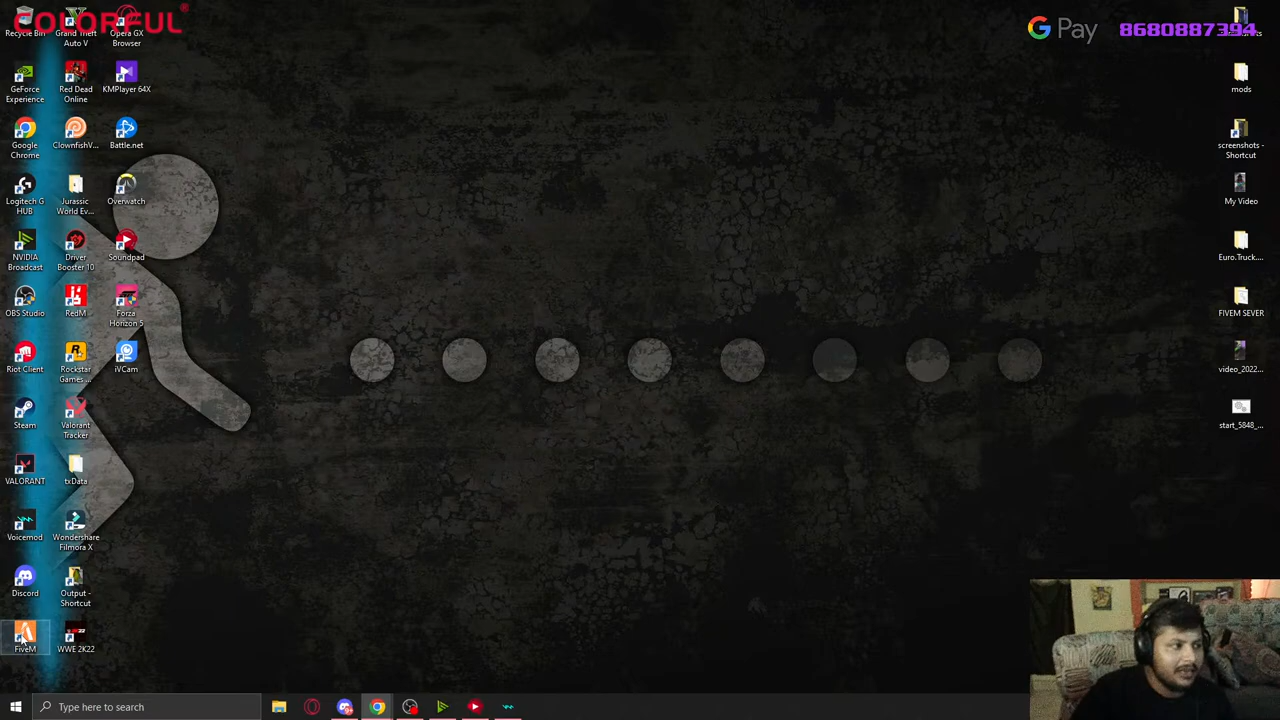 COLORFUL®
G Pay 8680887394
Recycle Bin
Grand Theft
Auto V
Opera GX
Browser
GeForce
Experience
Red Dead
Online
KMPlayer 64X
Google
Chrome
ClownfishV...
Battle.net
Logitech G
HUB
Jurassic
World Ev...
Overwatch
NVIDIA
Broadcast
Driver
Booster 10
Soundpad
OBS Studio
RedM
Forza
Horizon 5
Riot Client
Rockstar
Games ...
iVCam
Steam
Valorant
Tracker
VALORANT
txData
Voicemod
Wondershare
Filmora X
Discord
Output -
Shortcut
FiveM
WWE 2K22
mods
screenshots -
Shortcut
My Video
Euro.Truck....
FIVEM SEVER
video_2022...
start_5848_...
Type here to search